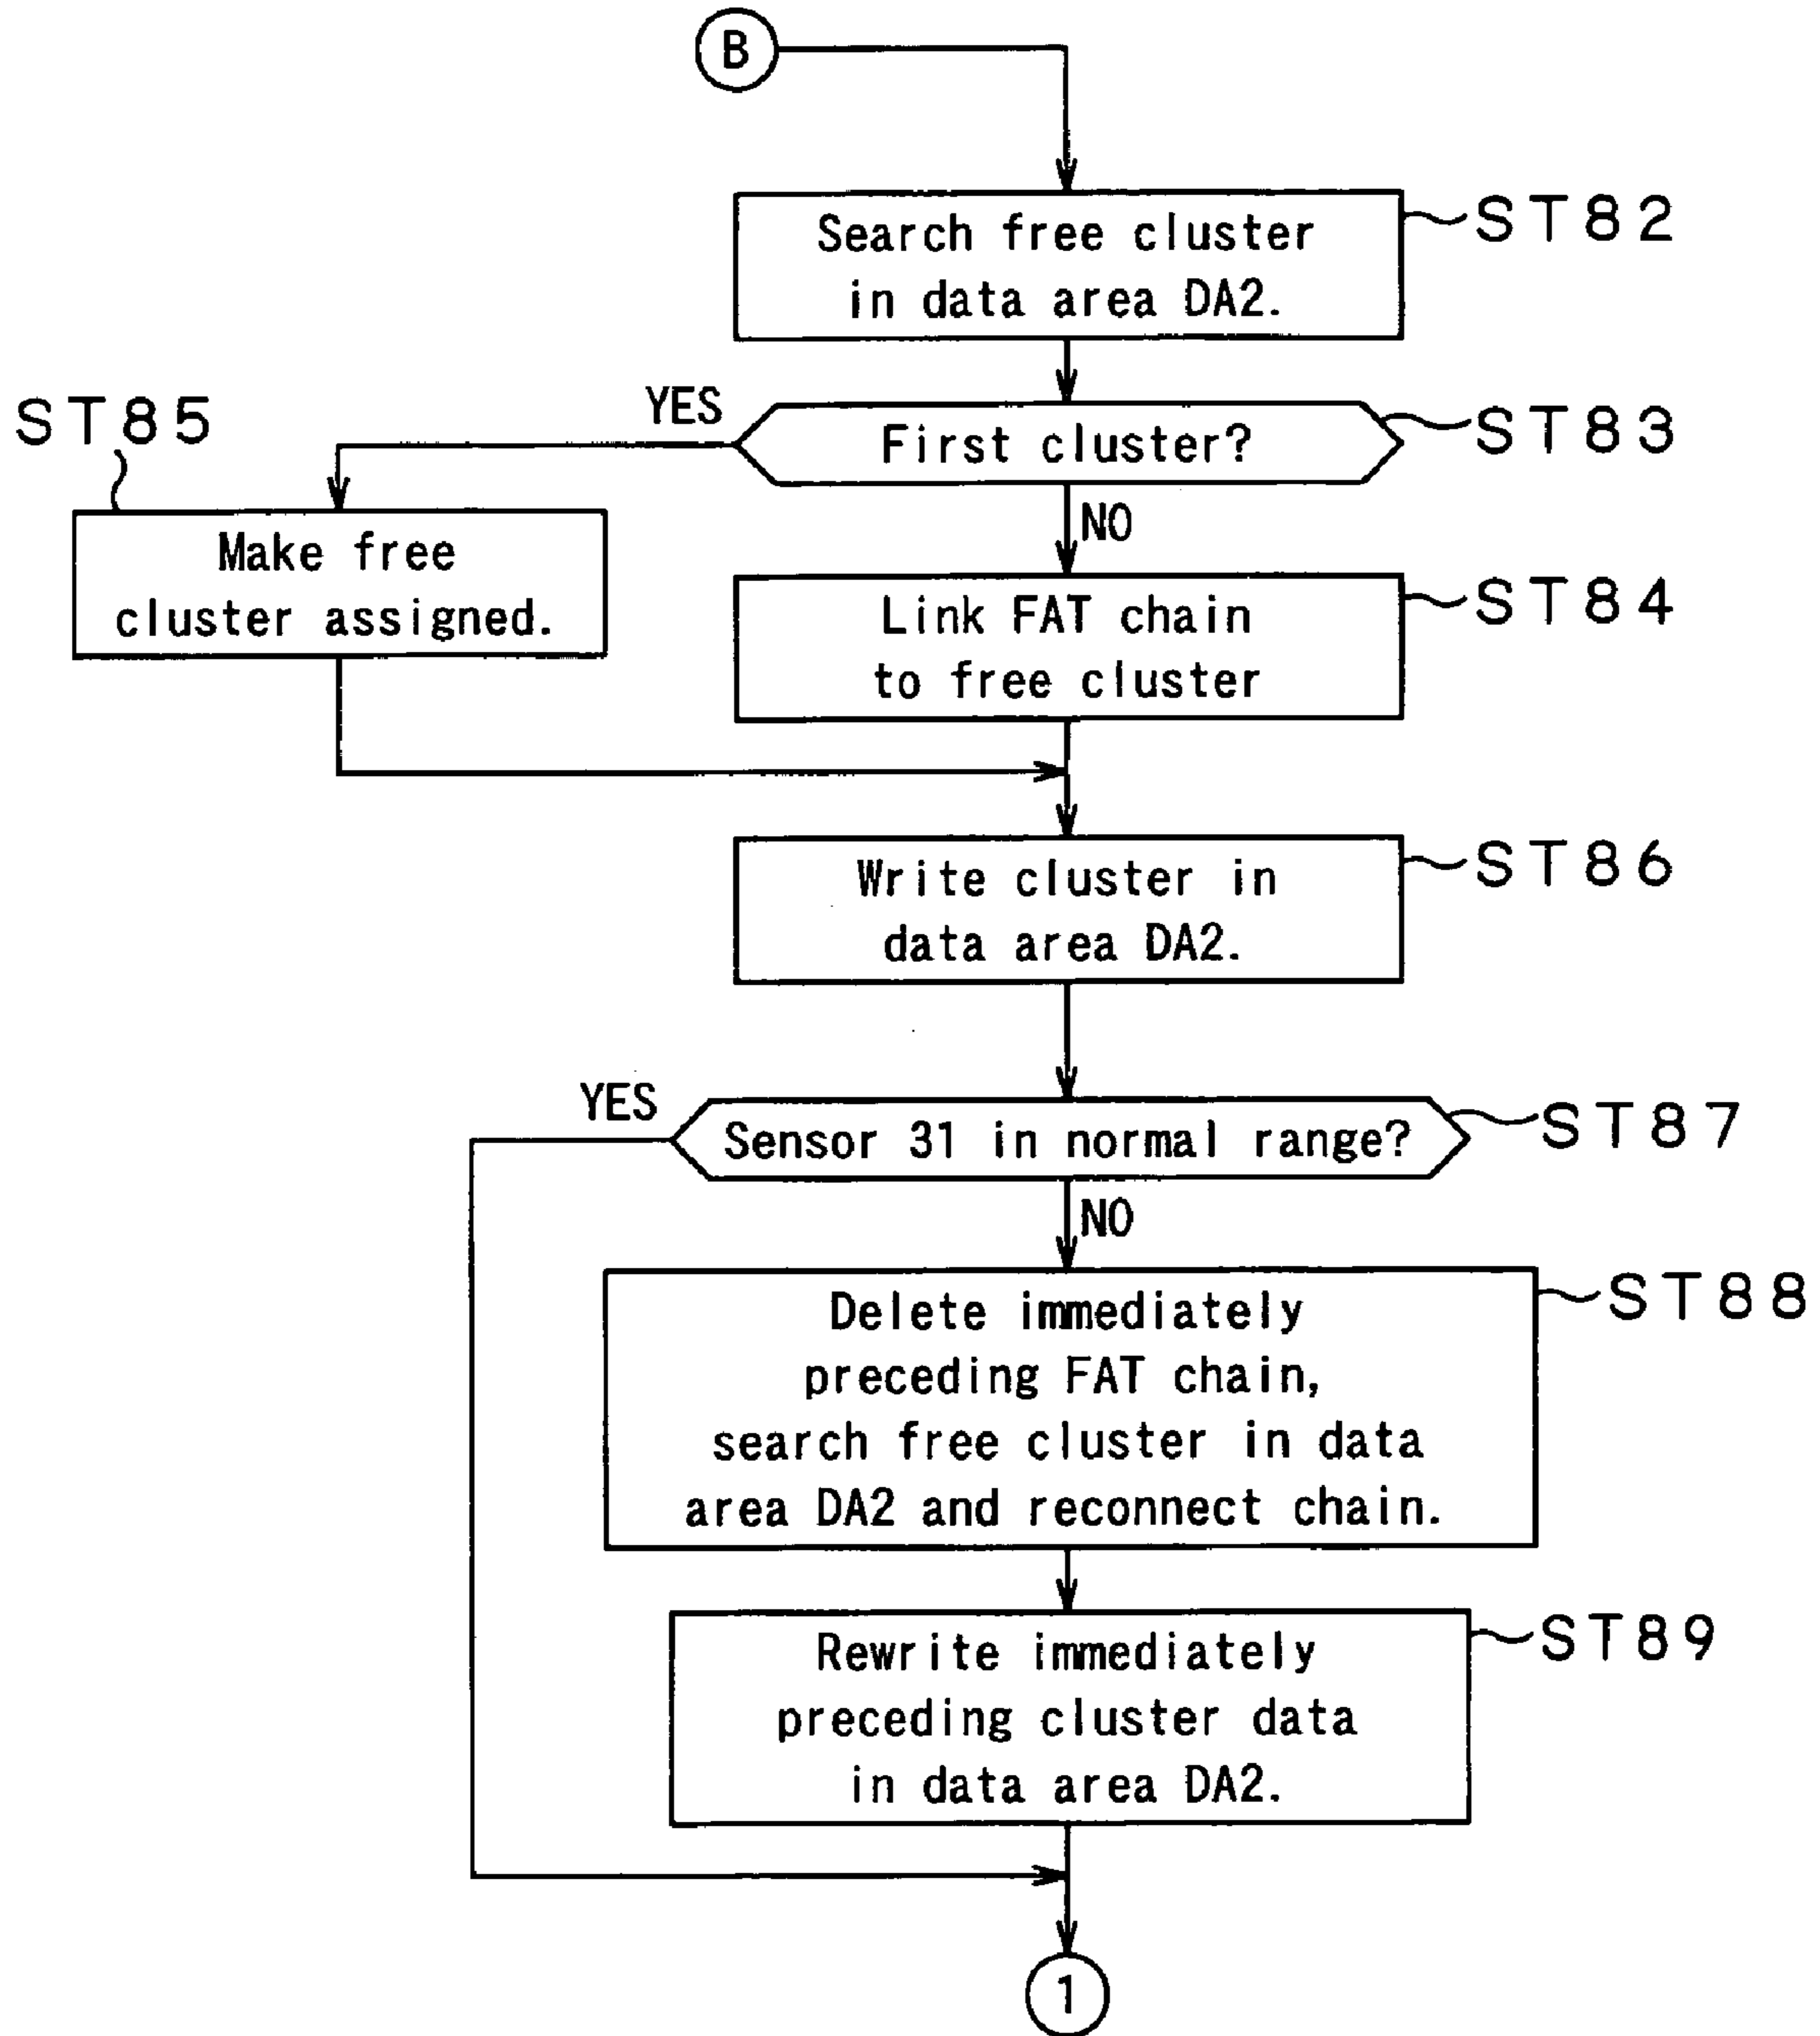 B
Search free cluster
in data area DA2.
ST82
YES
First cluster?
ST83
ST85
NO
Make free
cluster assigned.
Link FAT chain
to free cluster
ST84
Write cluster in
data area DA2.
ST86
YES
Sensor 31 in normal range?
ST87
NO
Delete immediately
preceding FAT chain,
search free cluster in data
area DA2 and reconnect chain.
ST88
Rewrite immediately
preceding cluster data
in data area DA2.
ST89
1